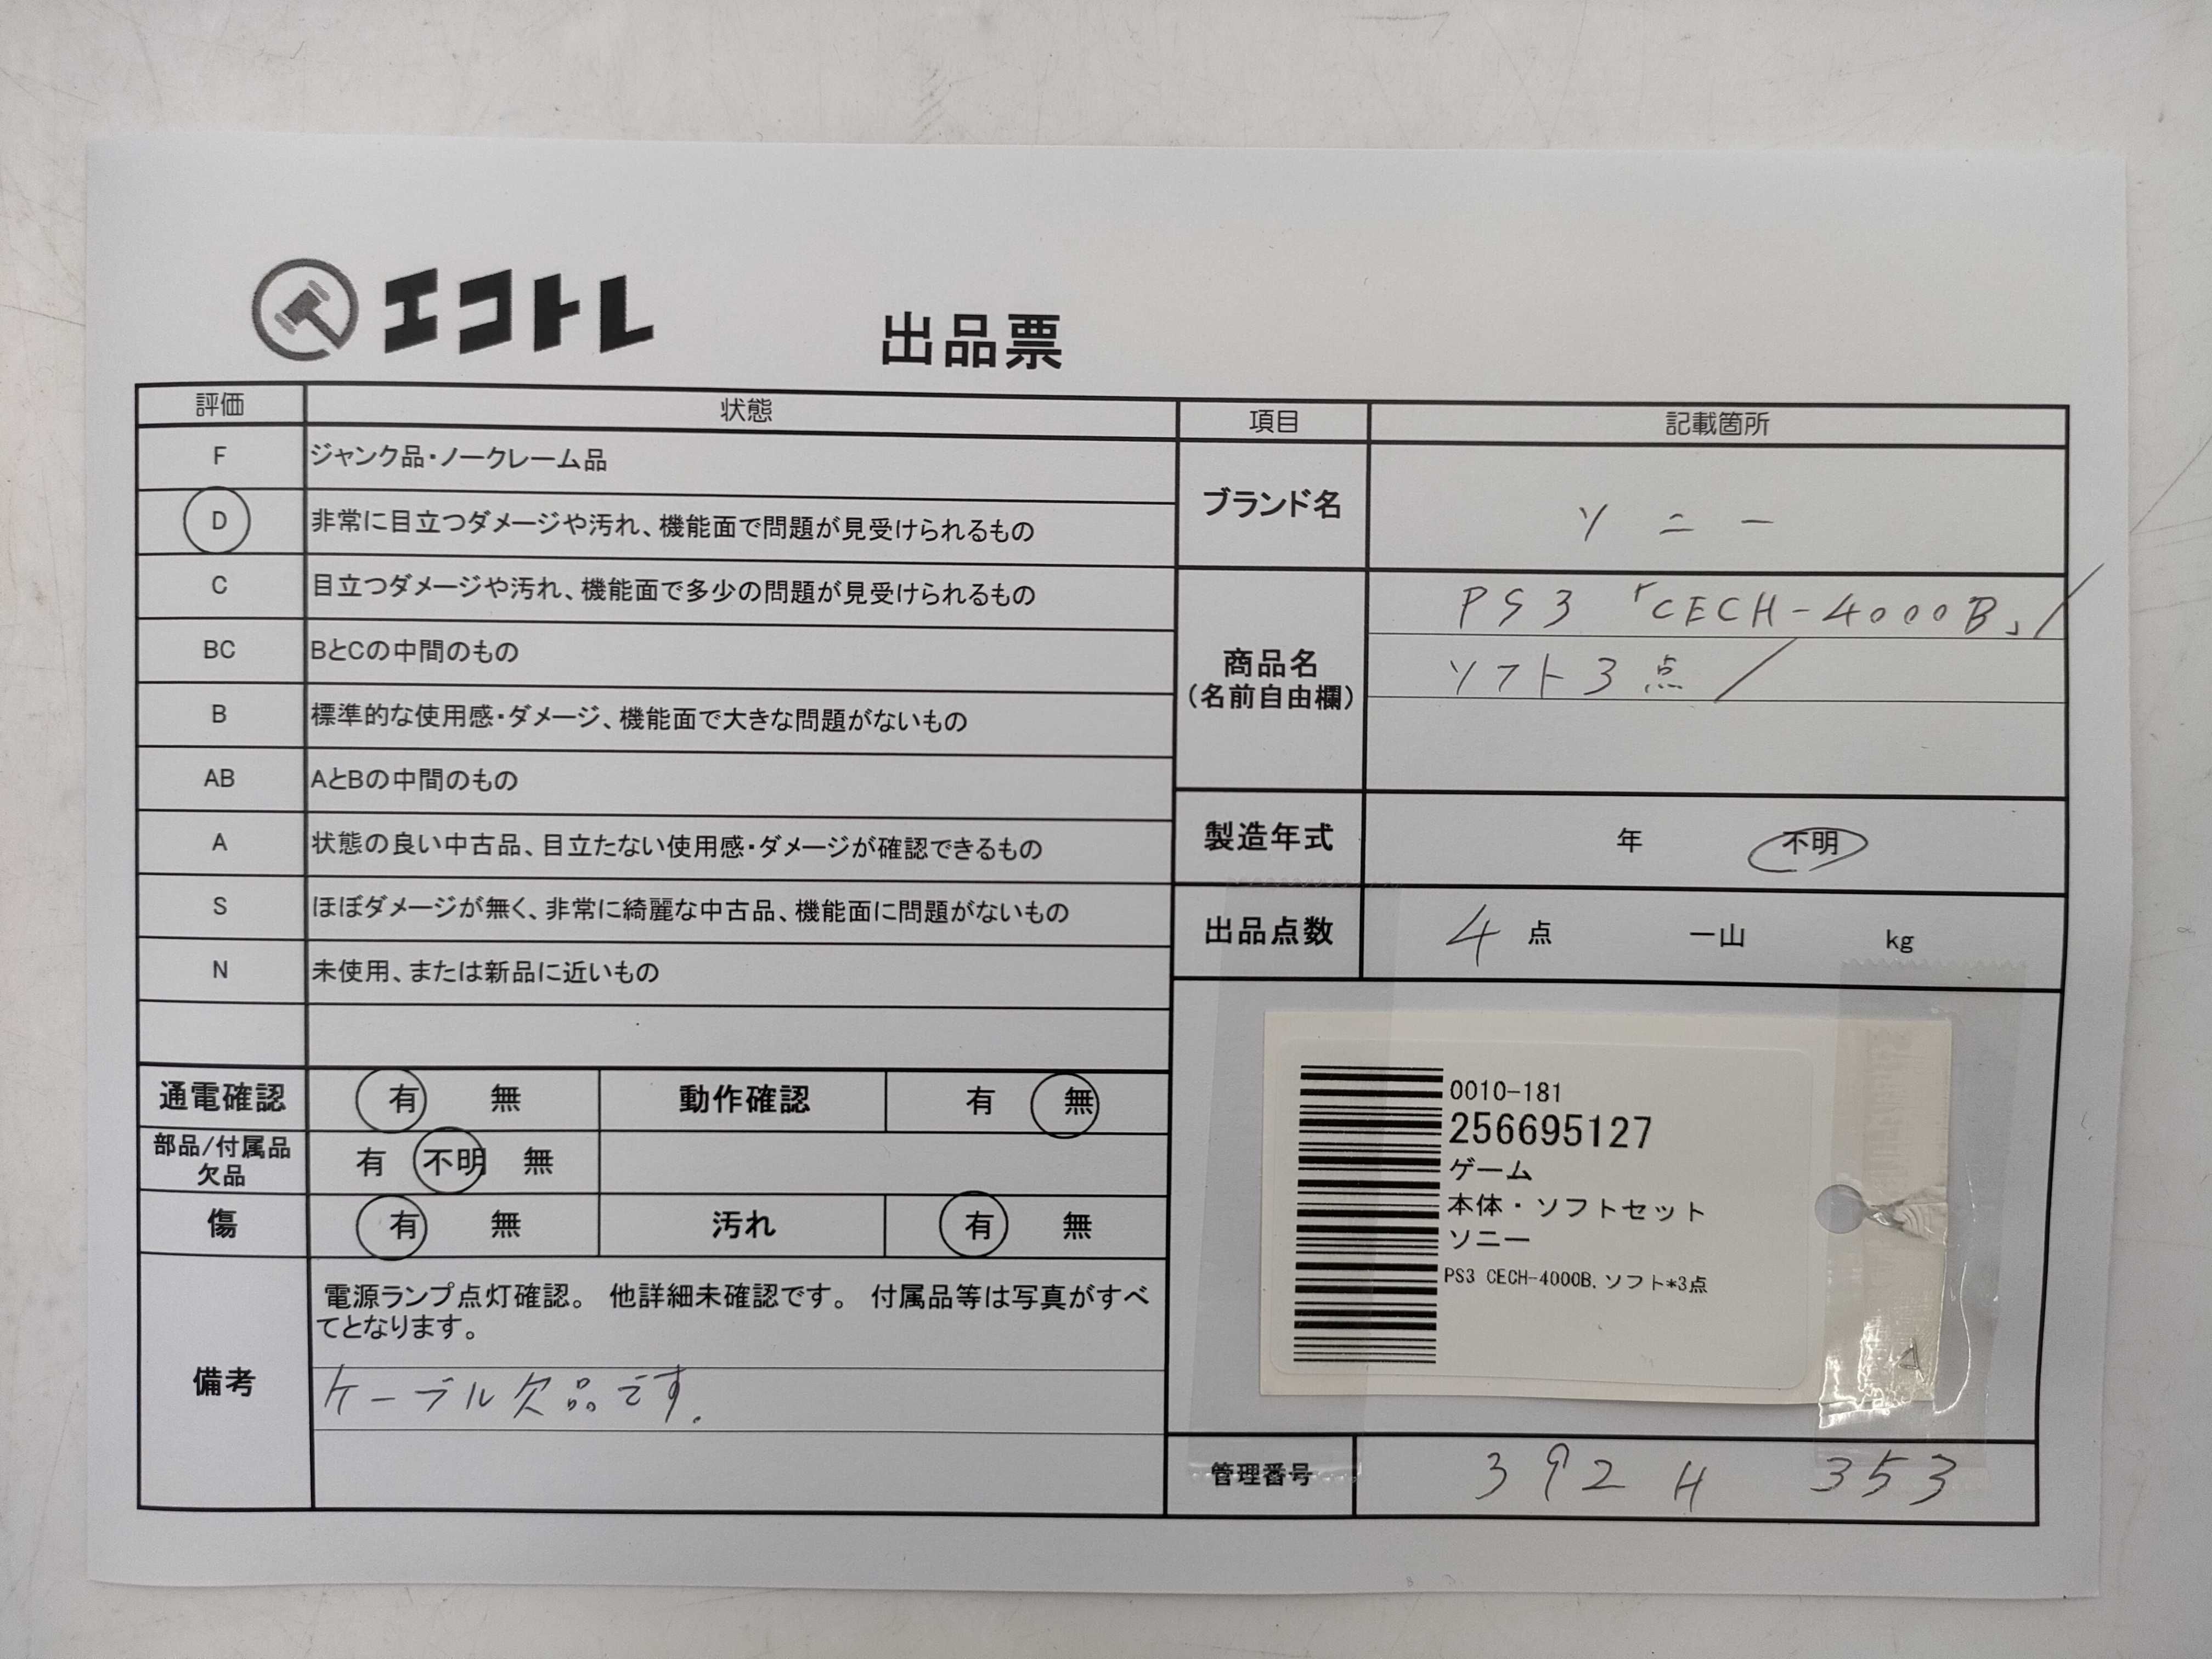 エコトレ
出品票
評価 状態
F ジャンク品・ノークレーム品
D 非常に目立つダメージや汚れ、機能面で問題が見受けられるもの
C 目立つダメージや汚れ、機能面で多少の問題が見受けられるもの
BC BとCの中間のもの
B 標準的な使用感・ダメージ、機能面で大きな問題がないもの
AB AとBの中間のもの
A 状態の良い中古品、目立たない使用感・ダメージが確認できるもの
S ほぼダメージが無く、非常に綺麗な中古品、機能面に問題がないもの
N 未使用、または新品に近いもの
通電確認 有 無 動作確認 有 無
部品/付属品
欠品 有 不明 無
傷 有 無 汚れ 有 無
備考
電源ランプ点灯確認。 他詳細未確認です。 付属品等は写真がすべ
てとなります。
ケーブル欠品です.
項目 記載箇所
ブランド名 ソニー
商品名
(名前自由欄)
PS3 「CECH-4000B」/
ソフト3点/
製造年式 年 不明
出品点数 4 点 一山 kg
0010-181
256695127
ゲーム
本体・ソフトセット
ソニー
PS3 CECH-4000B.ソフト*3点
管理番号 392 H 353